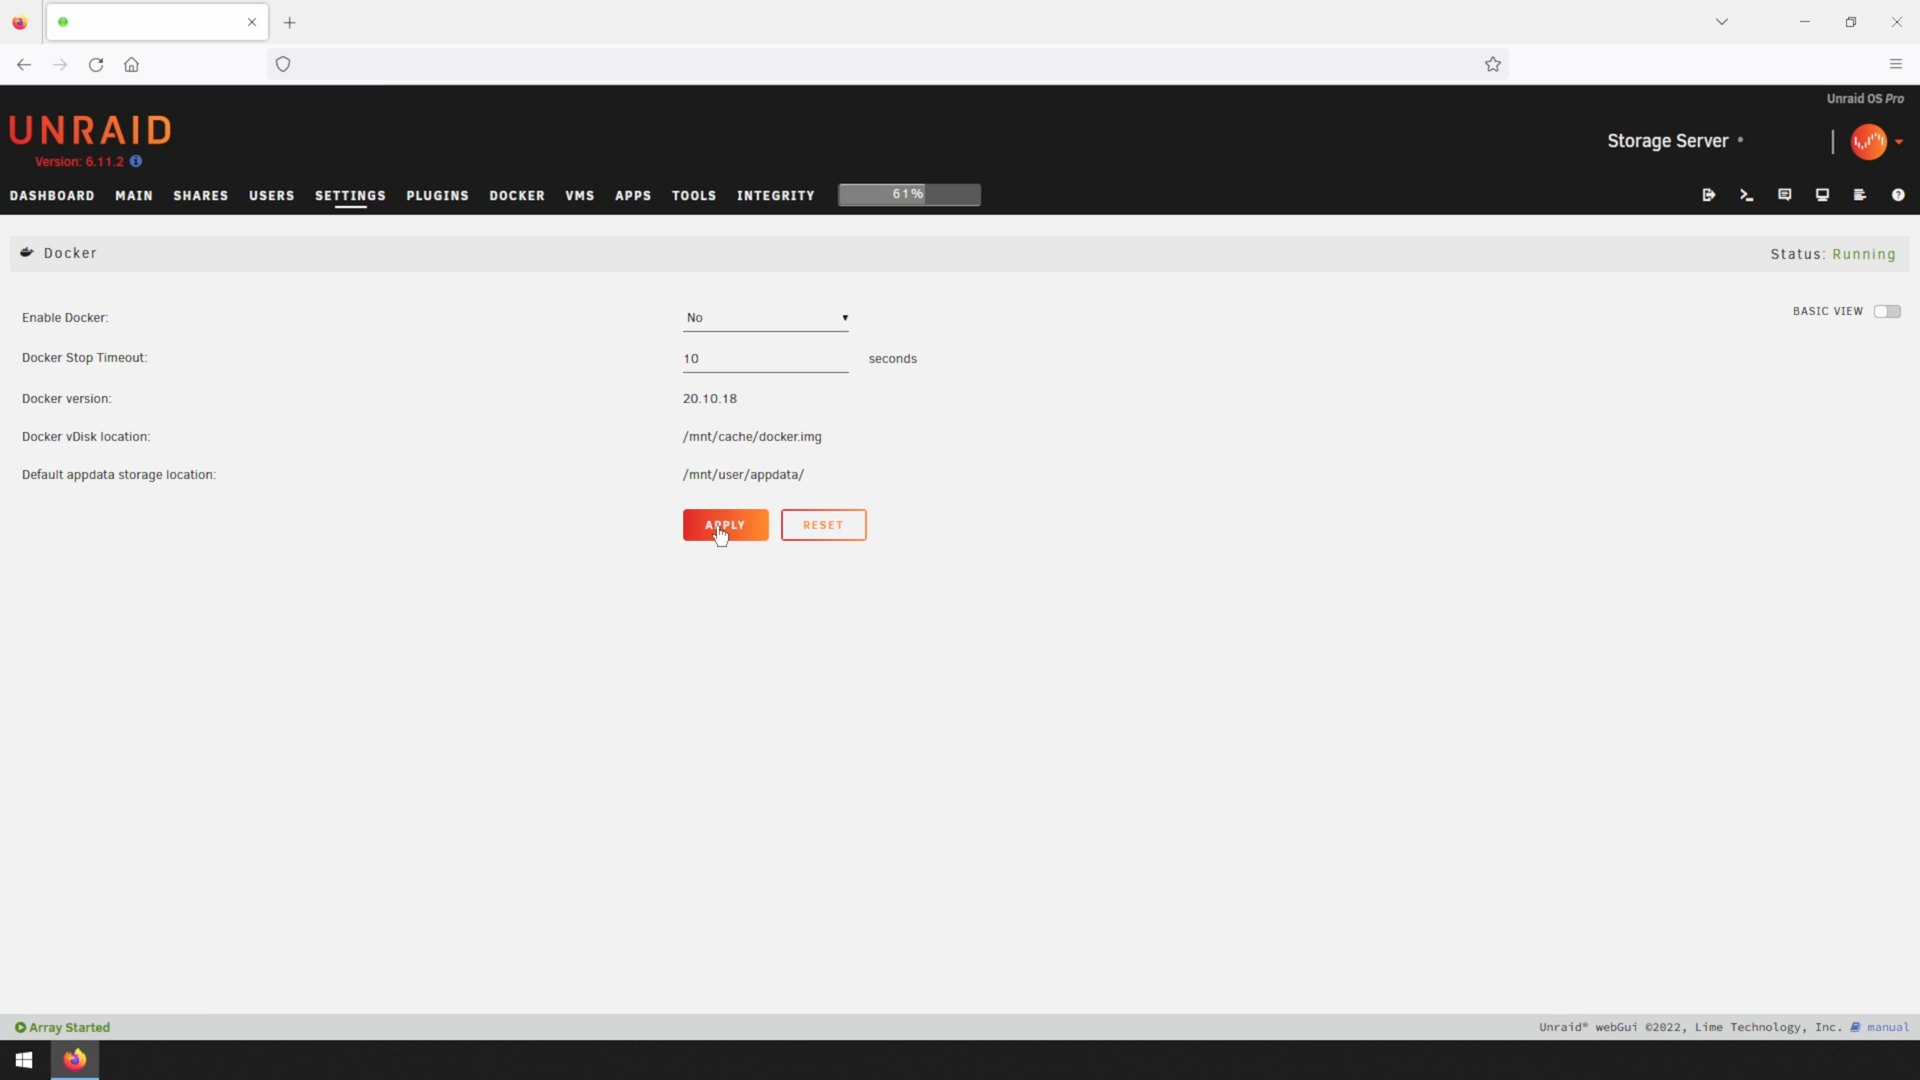 Unraid OS Pro
UNRAID
Version: 6.11.2
Storage Server •
DASHBOARD MAIN SHARES USERS SETTINGS PLUGINS DOCKER VMS APPS TOOLS INTEGRITY 61%
Docker
Status: Running
BASIC VIEW
Enable Docker: No
Docker Stop Timeout: 10 seconds
Docker version: 20.10.18
Docker vDisk location: /mnt/cache/docker.img
Default appdata storage location: /mnt/user/appdata/
APPLY RESET
Array Started
Unraid® webGui ©2022, Lime Technology, Inc. manual